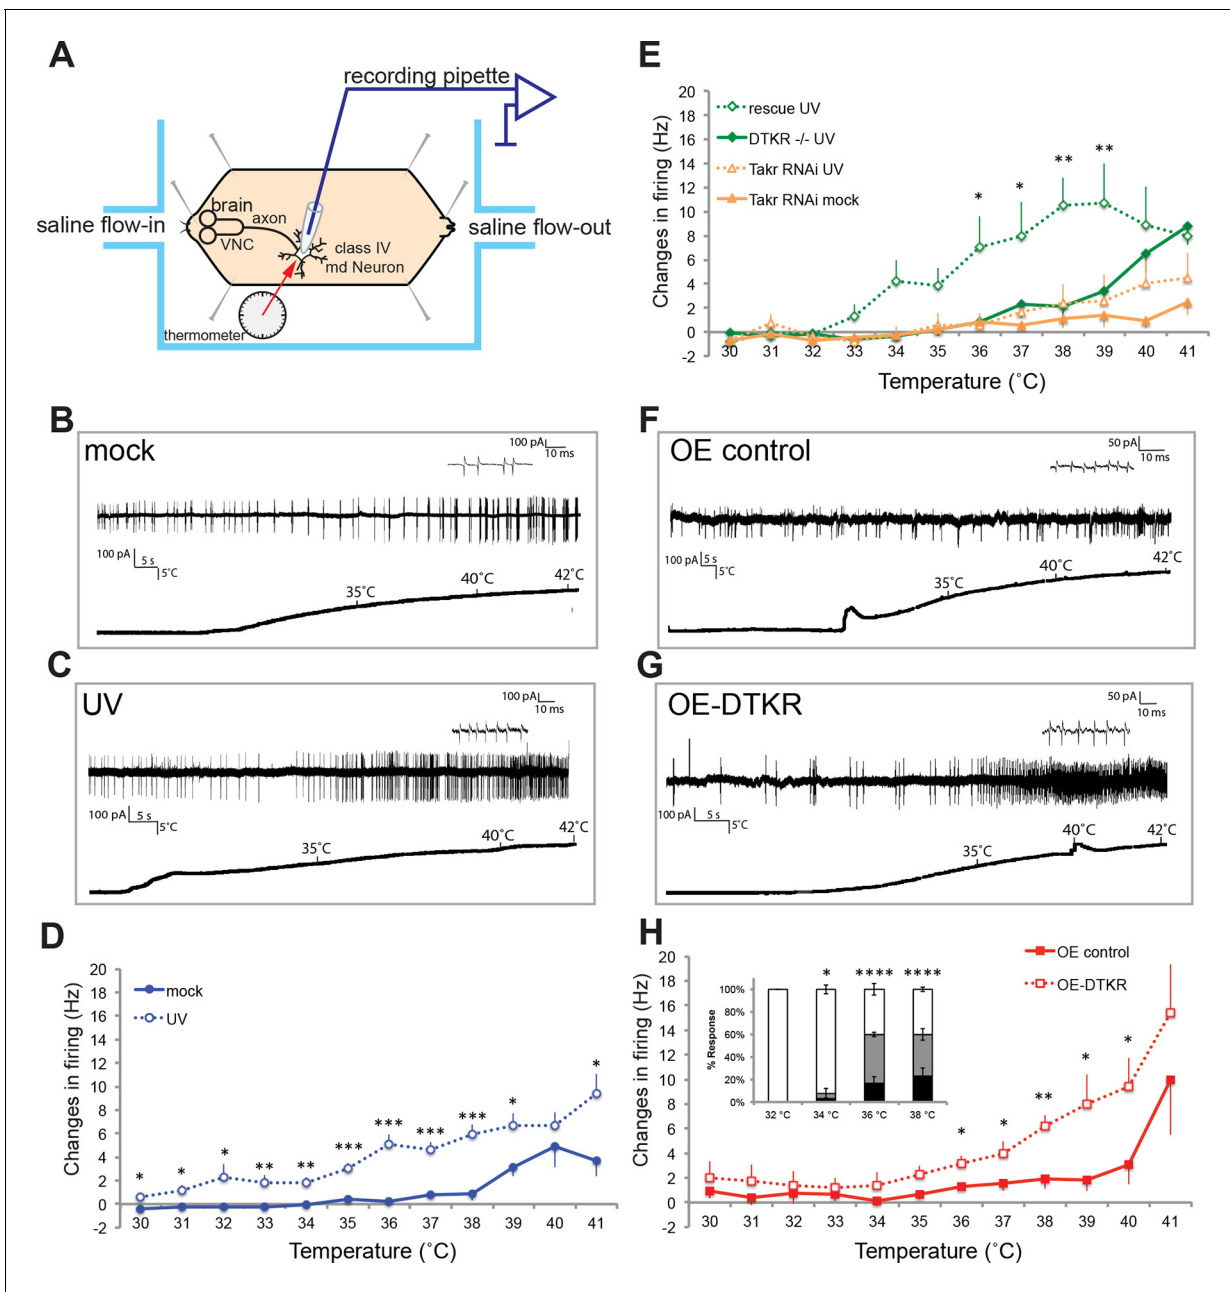 A
recording pipette
brain
axon
saline flow-in
saline flow-out
VNC
class IV
md Neuron
thermometer
E
Changes in firing (Hz)
20
18
16
14
12
10
8
6
4
2
0
-2
rescue UV
DTKR -/- UV
Takr RNAi UV
Takr RNAi mock
* * ** **
30 31 32 33 34 35 36 37 38 39 40 41
Temperature (˚C)
B
mock
100 pA
10 ms
100 pA
5 s
5˚C
35˚C
40˚C
42˚C
F
OE control
50 pA
10 ms
100 pA
5 s
5˚C
35˚C
40˚C
42˚C
C
UV
100 pA
10 ms
100 pA
5 s
5˚C
35˚C
40˚C
42˚C
G
OE-DTKR
50 pA
10 ms
100 pA
5 s
5˚C
35˚C
40˚C
42˚C
D
Changes in firing (Hz)
20
18
16
14
12
10
8
6
4
2
0
-2
mock
UV
* * * ** ** *** *** *** *** * *
30 31 32 33 34 35 36 37 38 39 40 41
Temperature (˚C)
H
Changes in firing (Hz)
20
18
16
14
12
10
8
6
4
2
0
-2
OE control
OE-DTKR
* **** ****
% Response
100%
80%
60%
40%
20%
0%
32 °C 34 °C 36 °C 38 °C
* * ** * *
30 31 32 33 34 35 36 37 38 39 40 41
Temperature (˚C)